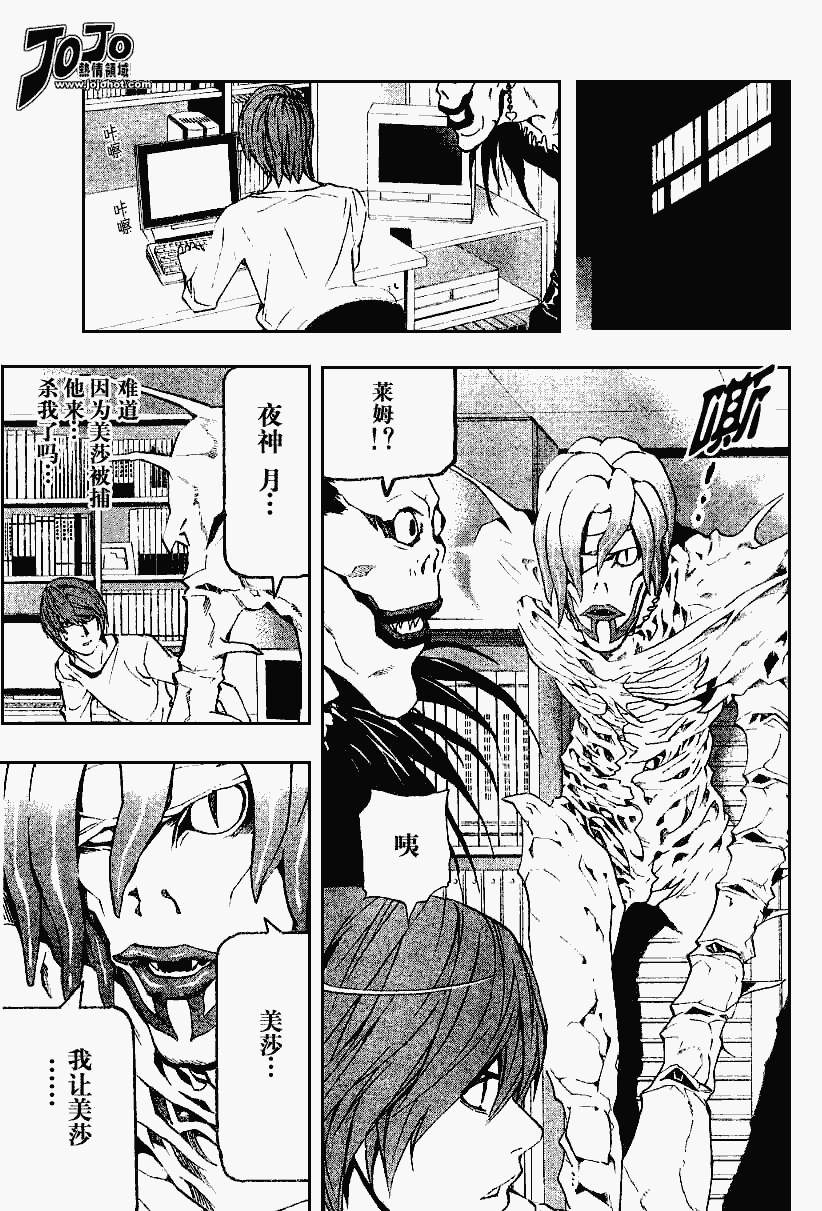 JOJO
熱情領域
www.jojohot.com
咔嚓
咔嚓
嘶…
莱姆!?
咦
夜神 月…
难道
因为美莎被捕
他来…
杀我了吗…
美莎…
我让美莎
……